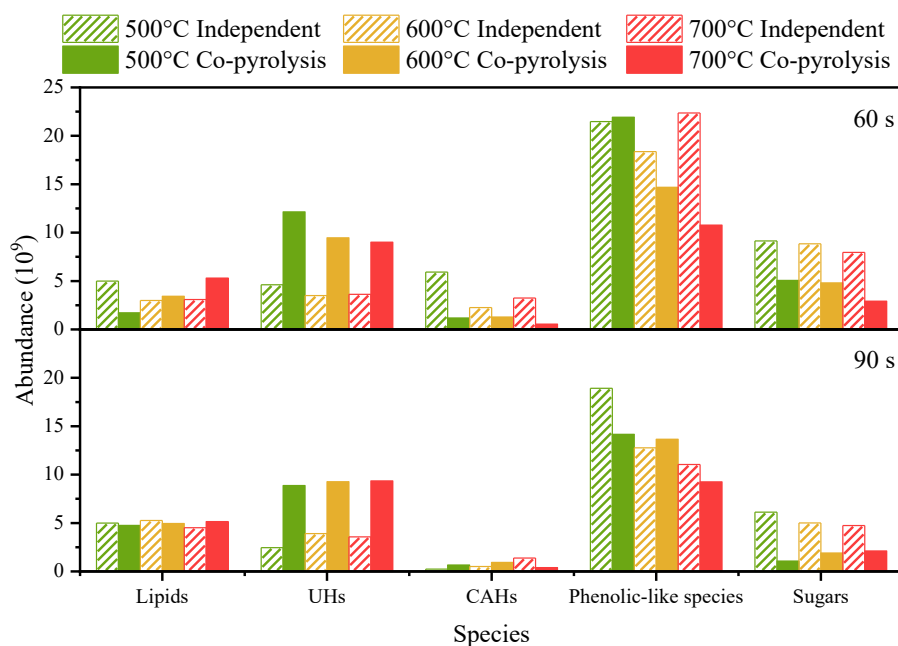 500°C Independent 600°C Independent 700°C Independent
500°C Co-pyrolysis 600°C Co-pyrolysis 700°C Co-pyrolysis
25
60 s
20
15
10
5
0
Abundance (10⁹)
90 s
20
15
10
5
0
Lipids UHs CAHs Phenolic-like species Sugars
Species